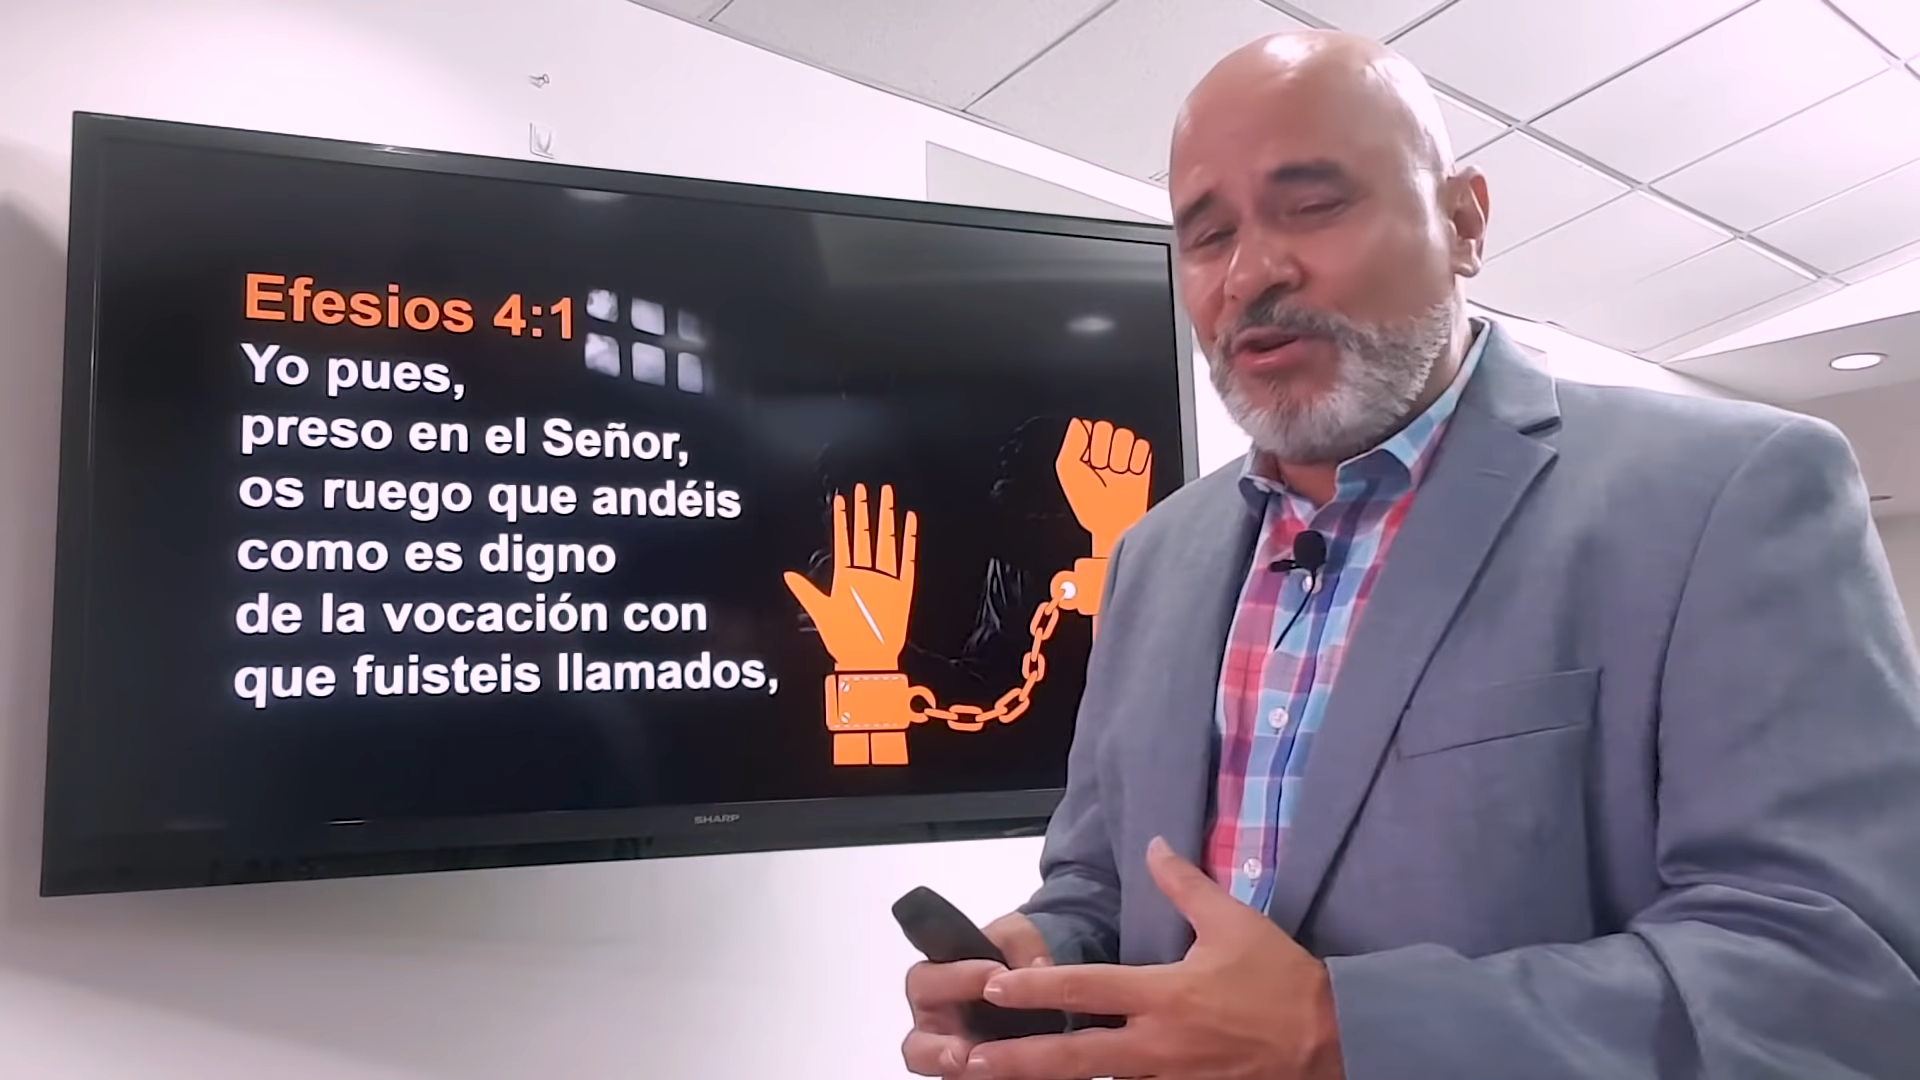 Efesios 4:1
Yo pues,
preso en el Señor,
os ruego que andéis
como es digno
de la vocación con
que fuisteis llamados,
SHARP